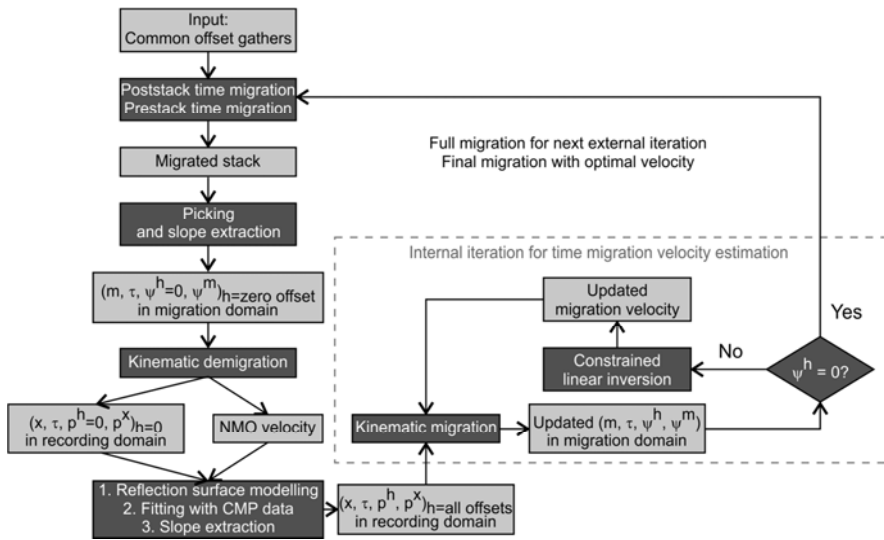 Input:
Common offset gathers
Poststack time migration
Prestack time migration
Full migration for next external iteration
Final migration with optimal velocity
Migrated stack
Picking
and slope extraction
Internal iteration for time migration velocity estimation
(m, τ, ψʰ=0, ψᵐ)h=zero offset
in migration domain
Updated
migration velocity
Yes
No
Kinematic demigration
Constrained
linear inversion
ψʰ = 0?
(x, τ, pʰ=0, pˣ)h=0
in recording domain
NMO velocity
Kinematic migration
Updated (m, τ, ψʰ, ψᵐ)
in migration domain
1. Reflection surface modelling
2. Fitting with CMP data
3. Slope extraction
(x, τ, pʰ, pˣ)h=all offsets
in recording domain